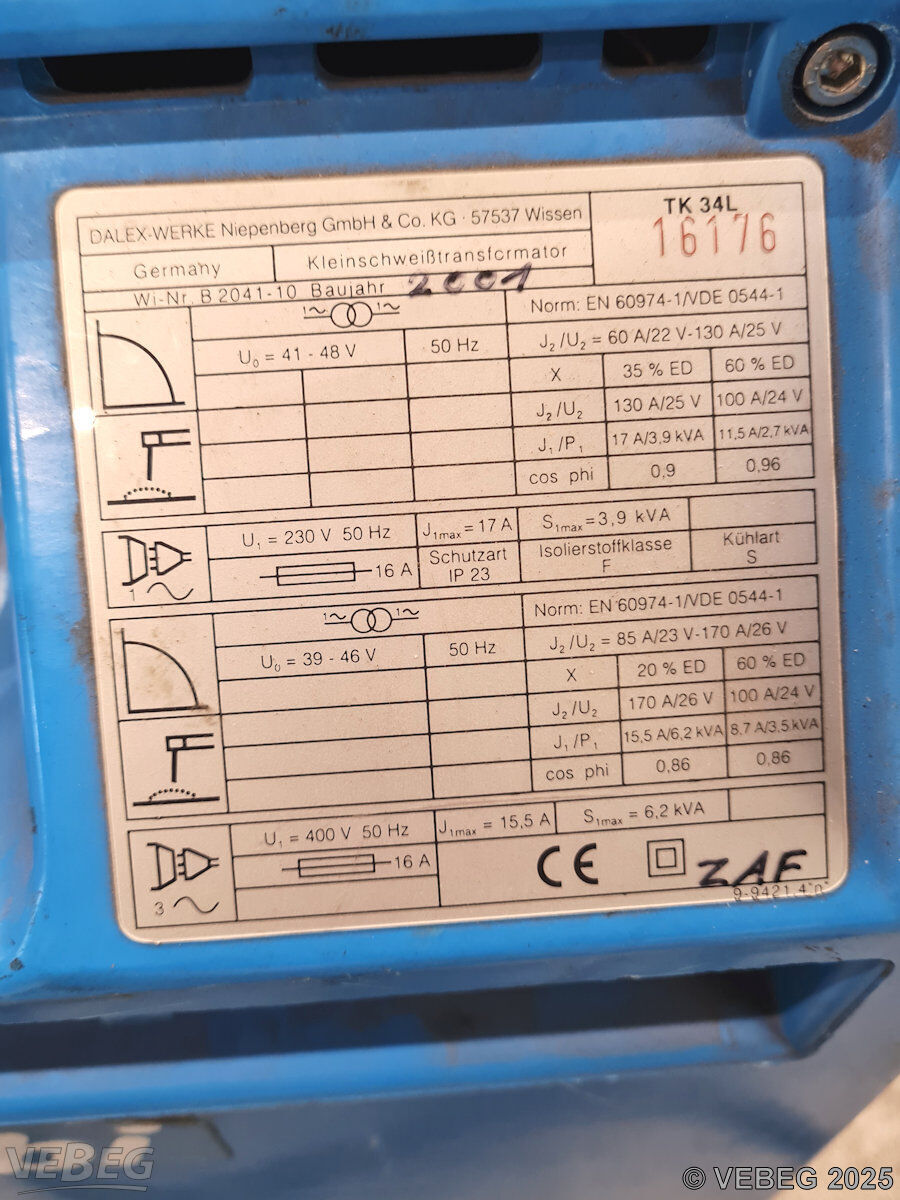 DALEX-WERKE Niepenberg GmbH & Co. KG · 57537 Wissen
TK 34L
16176
Germany
Kleinschweißtransformator
Wi-Nr. B 2041-10 Baujahr 2001
1~ 1~
Norm: EN 60974-1/VDE 0544-1
U₀ = 41 - 48 V
50 Hz
J₂/U₂ = 60 A/22 V-130 A/25 V
X 35 % ED 60 % ED
J₂/U₂ 130 A/25 V 100 A/24 V
J₁/P₁ 17 A/3,9 kVA 11,5 A/2,7 kVA
cos phi 0,9 0,96
1 ~
U₁ = 230 V 50 Hz
J₁max = 17 A
S₁max = 3,9 kVA
16 A
Schutzart
IP 23
Isolierstoffklasse
F
Kühlart
S
1~ 1~
Norm: EN 60974-1/VDE 0544-1
U₀ = 39 - 46 V
50 Hz
J₂/U₂ = 85 A/23 V-170 A/26 V
X 20 % ED 60 % ED
J₂/U₂ 170 A/26 V 100 A/24 V
J₁/P₁ 15,5 A/6,2 kVA 8,7 A/3,5 kVA
cos phi 0,86 0,86
3 ~
U₁ = 400 V 50 Hz
J₁max = 15,5 A
S₁max = 6,2 kVA
16 A
CE
ZAF
VEBEG
© VEBEG 2025